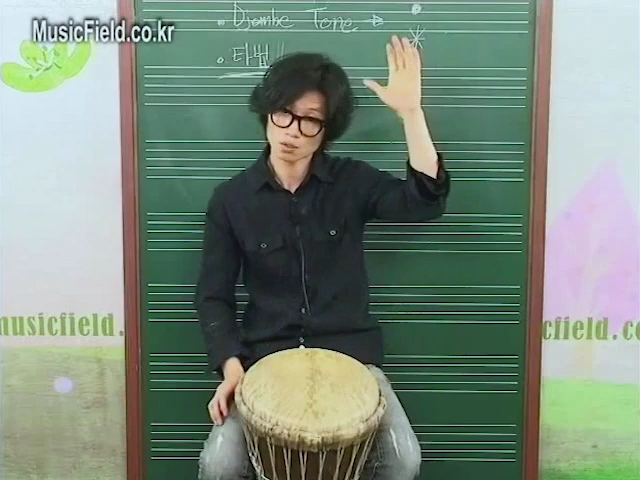 MusicField.co.kr
• Djembe Tone →
• 타법!!
musicfield.
cfield.co